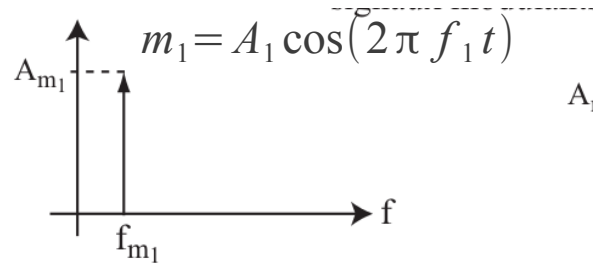 m₁ = A₁ cos(2π f₁ t)
Aₘ₁
f
fₘ₁